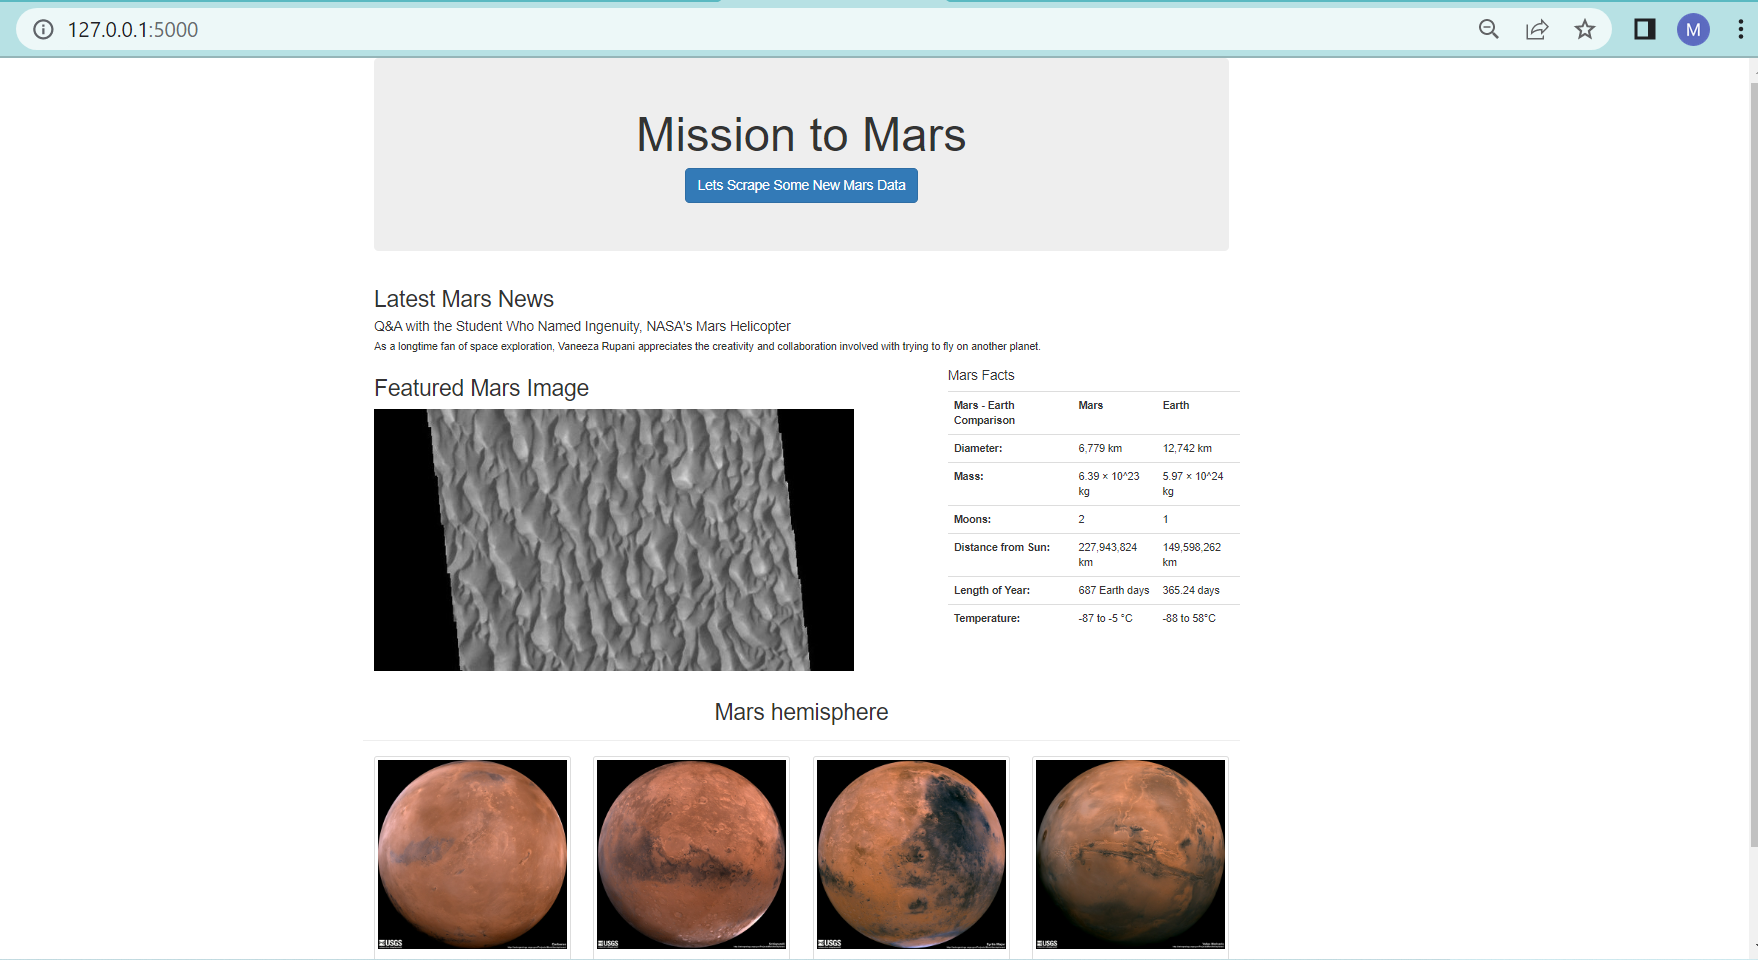 127.0.0.1:5000
M
Mission to Mars
Lets Scrape Some New Mars Data
Latest Mars News
Q&A with the Student Who Named Ingenuity, NASA's Mars Helicopter
As a longtime fan of space exploration, Vaneeza Rupani appreciates the creativity and collaboration involved with trying to fly on another planet.
Featured Mars Image
Mars Facts
Mars - Earth Mars Earth
Comparison
Diameter: 6,779 km 12,742 km
Mass: 6.39 × 10^23 5.97 × 10^24
kg kg
Moons: 2 1
Distance from Sun: 227,943,824 149,598,262
km km
Length of Year: 687 Earth days 365.24 days
Temperature: -87 to -5 °C -88 to 58°C
Mars hemisphere
USGS
USGS
USGS
USGS